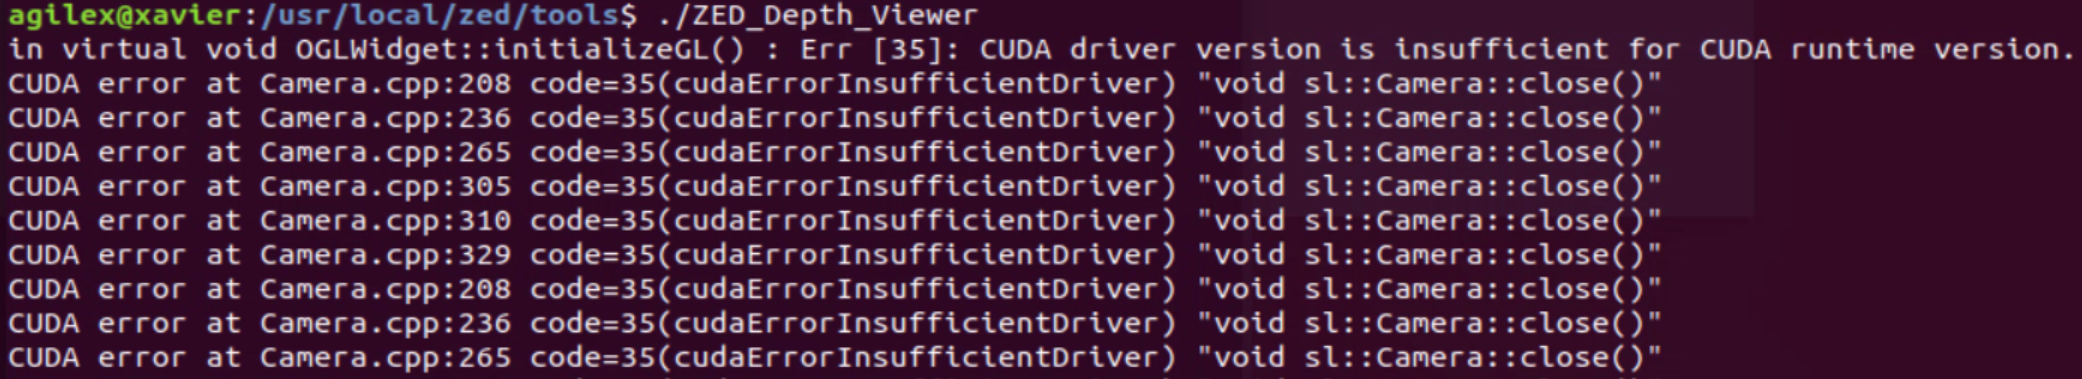 agilex@xavier:/usr/local/zed/tools$ ./ZED_Depth_Viewer
in virtual void OGLWidget::initializeGL() : Err [35]: CUDA driver version is insufficient for CUDA runtime version.
CUDA error at Camera.cpp:208 code=35(cudaErrorInsufficientDriver) "void sl::Camera::close()"
CUDA error at Camera.cpp:236 code=35(cudaErrorInsufficientDriver) "void sl::Camera::close()"
CUDA error at Camera.cpp:265 code=35(cudaErrorInsufficientDriver) "void sl::Camera::close()"
CUDA error at Camera.cpp:305 code=35(cudaErrorInsufficientDriver) "void sl::Camera::close()"
CUDA error at Camera.cpp:310 code=35(cudaErrorInsufficientDriver) "void sl::Camera::close()"
CUDA error at Camera.cpp:329 code=35(cudaErrorInsufficientDriver) "void sl::Camera::close()"
CUDA error at Camera.cpp:208 code=35(cudaErrorInsufficientDriver) "void sl::Camera::close()"
CUDA error at Camera.cpp:236 code=35(cudaErrorInsufficientDriver) "void sl::Camera::close()"
CUDA error at Camera.cpp:265 code=35(cudaErrorInsufficientDriver) "void sl::Camera::close()"